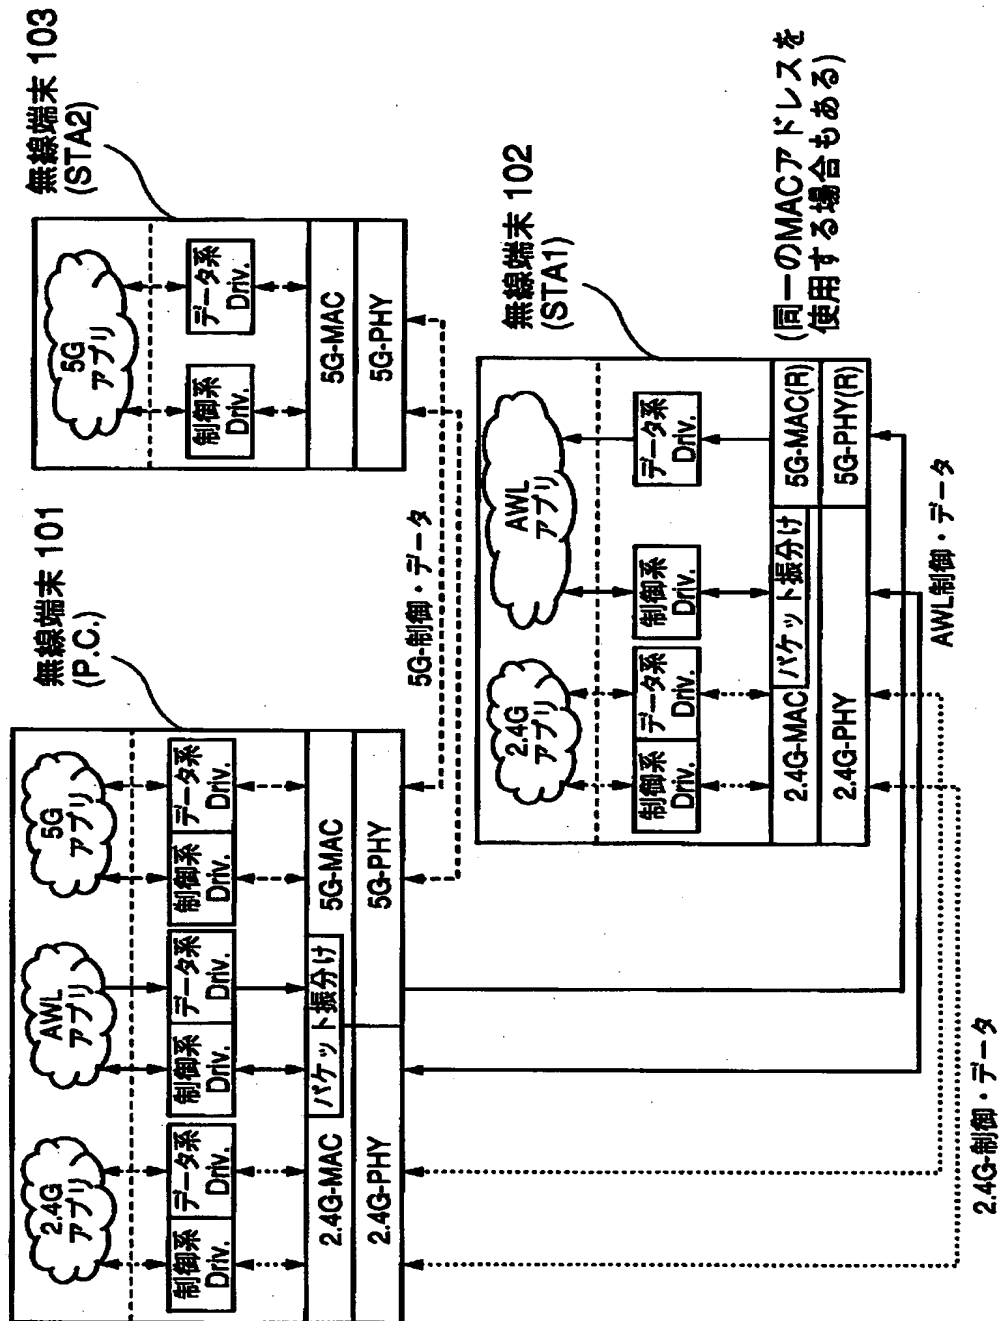 無線端末 101
(P.C.)
2.4G
アプリ
AWL
アプリ
5G
アプリ
制御系
Driv.
データ系
Driv.
制御系
Driv.
データ系
Driv.
制御系
Driv.
データ系
Driv.
2.4G-MAC
パケット振分け
5G-MAC
2.4G-PHY
5G-PHY
無線端末 103
(STA2)
5G
アプリ
制御系
Driv.
データ系
Driv.
5G-MAC
5G-PHY
5G-制御・データ
無線端末 102
(STA1)
2.4G
アプリ
AWL
アプリ
制御系
Driv.
データ系
Driv.
制御系
Driv.
データ系
Driv.
2.4G-MAC
パケット振分け
5G-MAC(R)
2.4G-PHY
5G-PHY(R)
(同一のMACアドレスを
使用する場合もある)
AWL制御・データ
2.4G-制御・データ